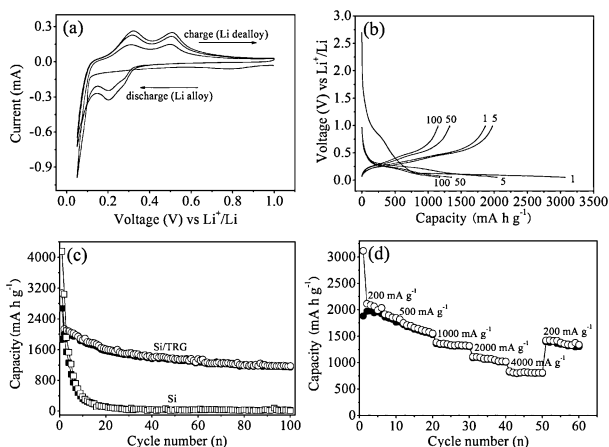 (a)
charge (Li dealloy)
discharge (Li alloy)
Current (mA)
0.3
0.0
-0.3
-0.6
-0.9
0.0 0.2 0.4 0.6 0.8 1.0
Voltage (V) vs Li⁺/Li
(b)
Voltage (V) vs Li⁺/Li
3.0
2.5
2.0
1.5
1.0
0.5
0.0
100 50 1 5
100 50 5 1
0 500 1000 1500 2000 2500 3000 3500
Capacity (mA h g⁻¹)
(c)
Capacity (mA h g⁻¹)
4000
3200
2400
1600
800
0
Si/TRG
Si
0 20 40 60 80 100
Cycle number (n)
(d)
Capacity (mA h g⁻¹)
3000
2500
2000
1500
1000
500
0
200 mA g⁻¹
500 mA g⁻¹
1000 mA g⁻¹
2000 mA g⁻¹
4000 mA g⁻¹
200 mA g⁻¹
0 20 40 60
Cycle number (n)